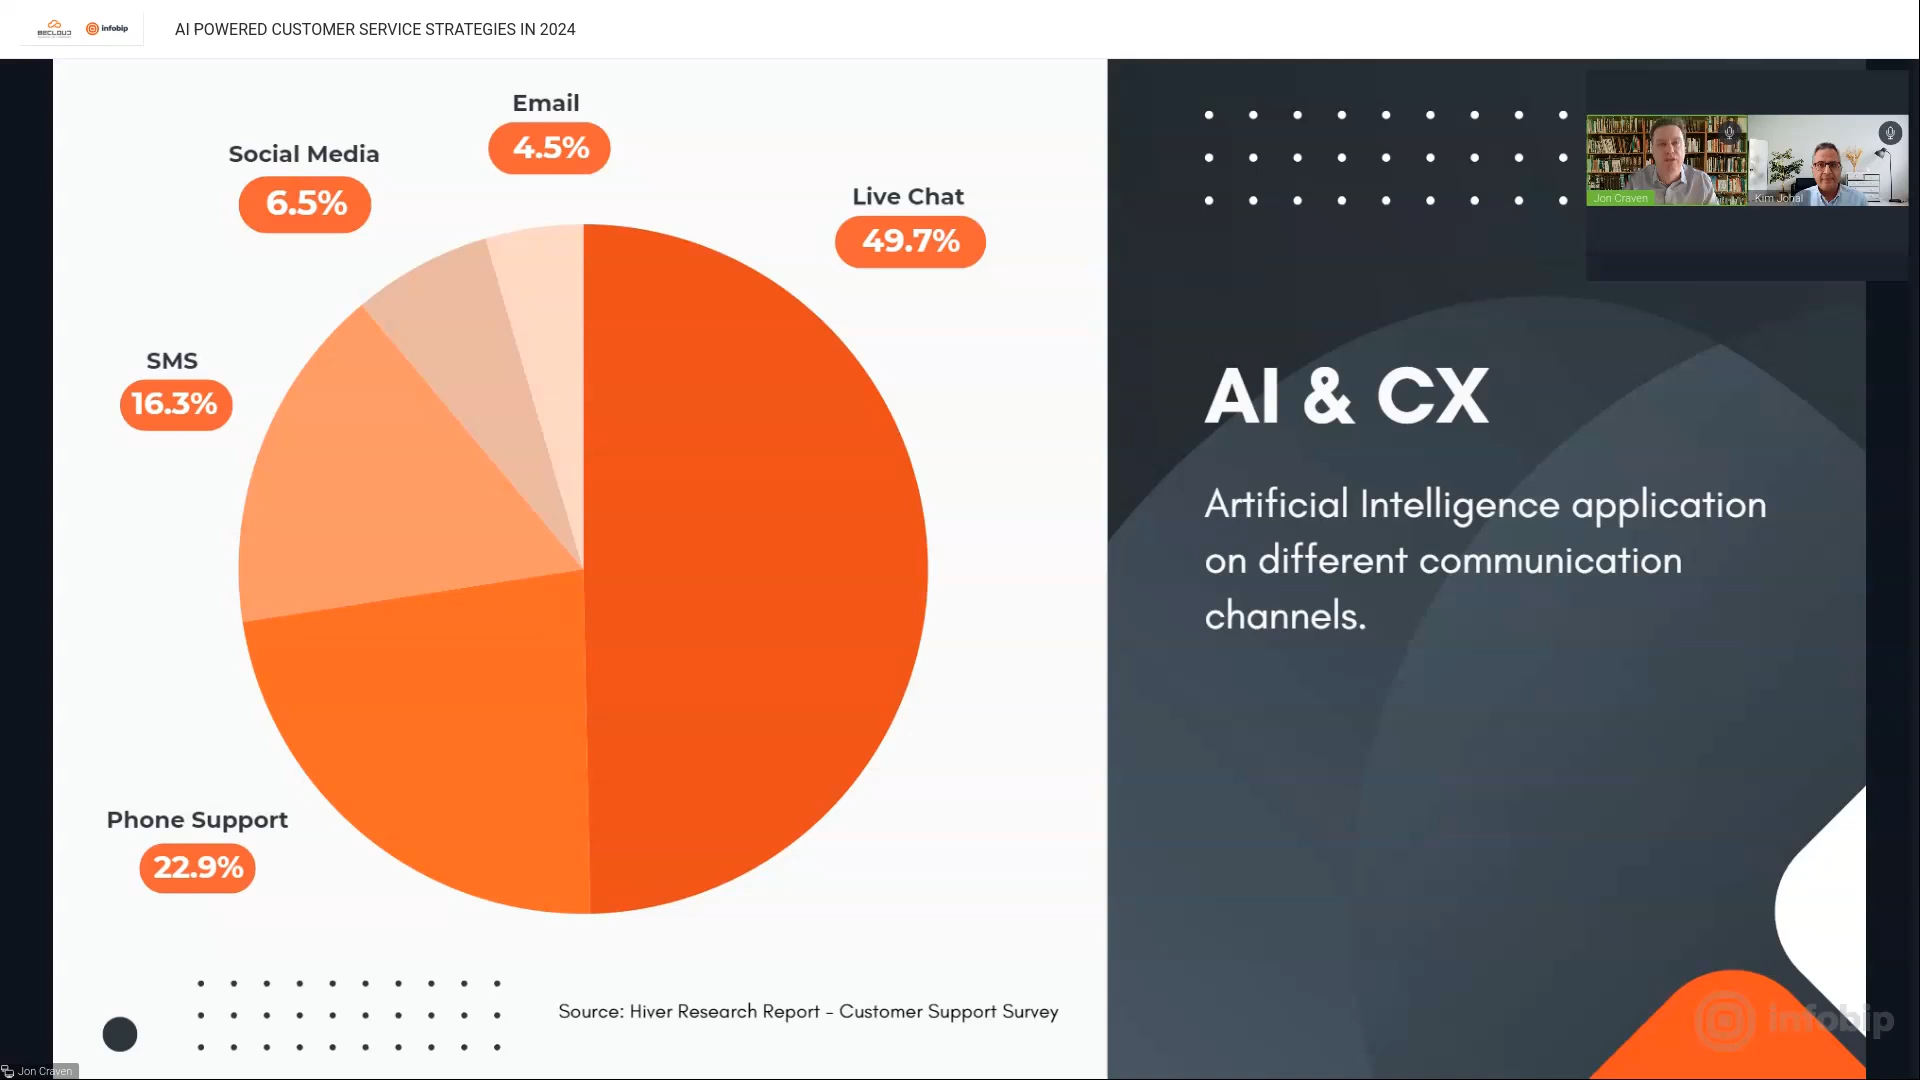 BECLOUD
infobip
AI POWERED CUSTOMER SERVICE STRATEGIES IN 2024
Email
4.5%
Social Media
6.5%
Live Chat
49.7%
SMS
16.3%
Phone Support
22.9%
Source: Hiver Research Report - Customer Support Survey
Jon Craven
Kim Johal
AI & CX
Artificial Intelligence application
on different communication
channels.
infobip
Jon Craven